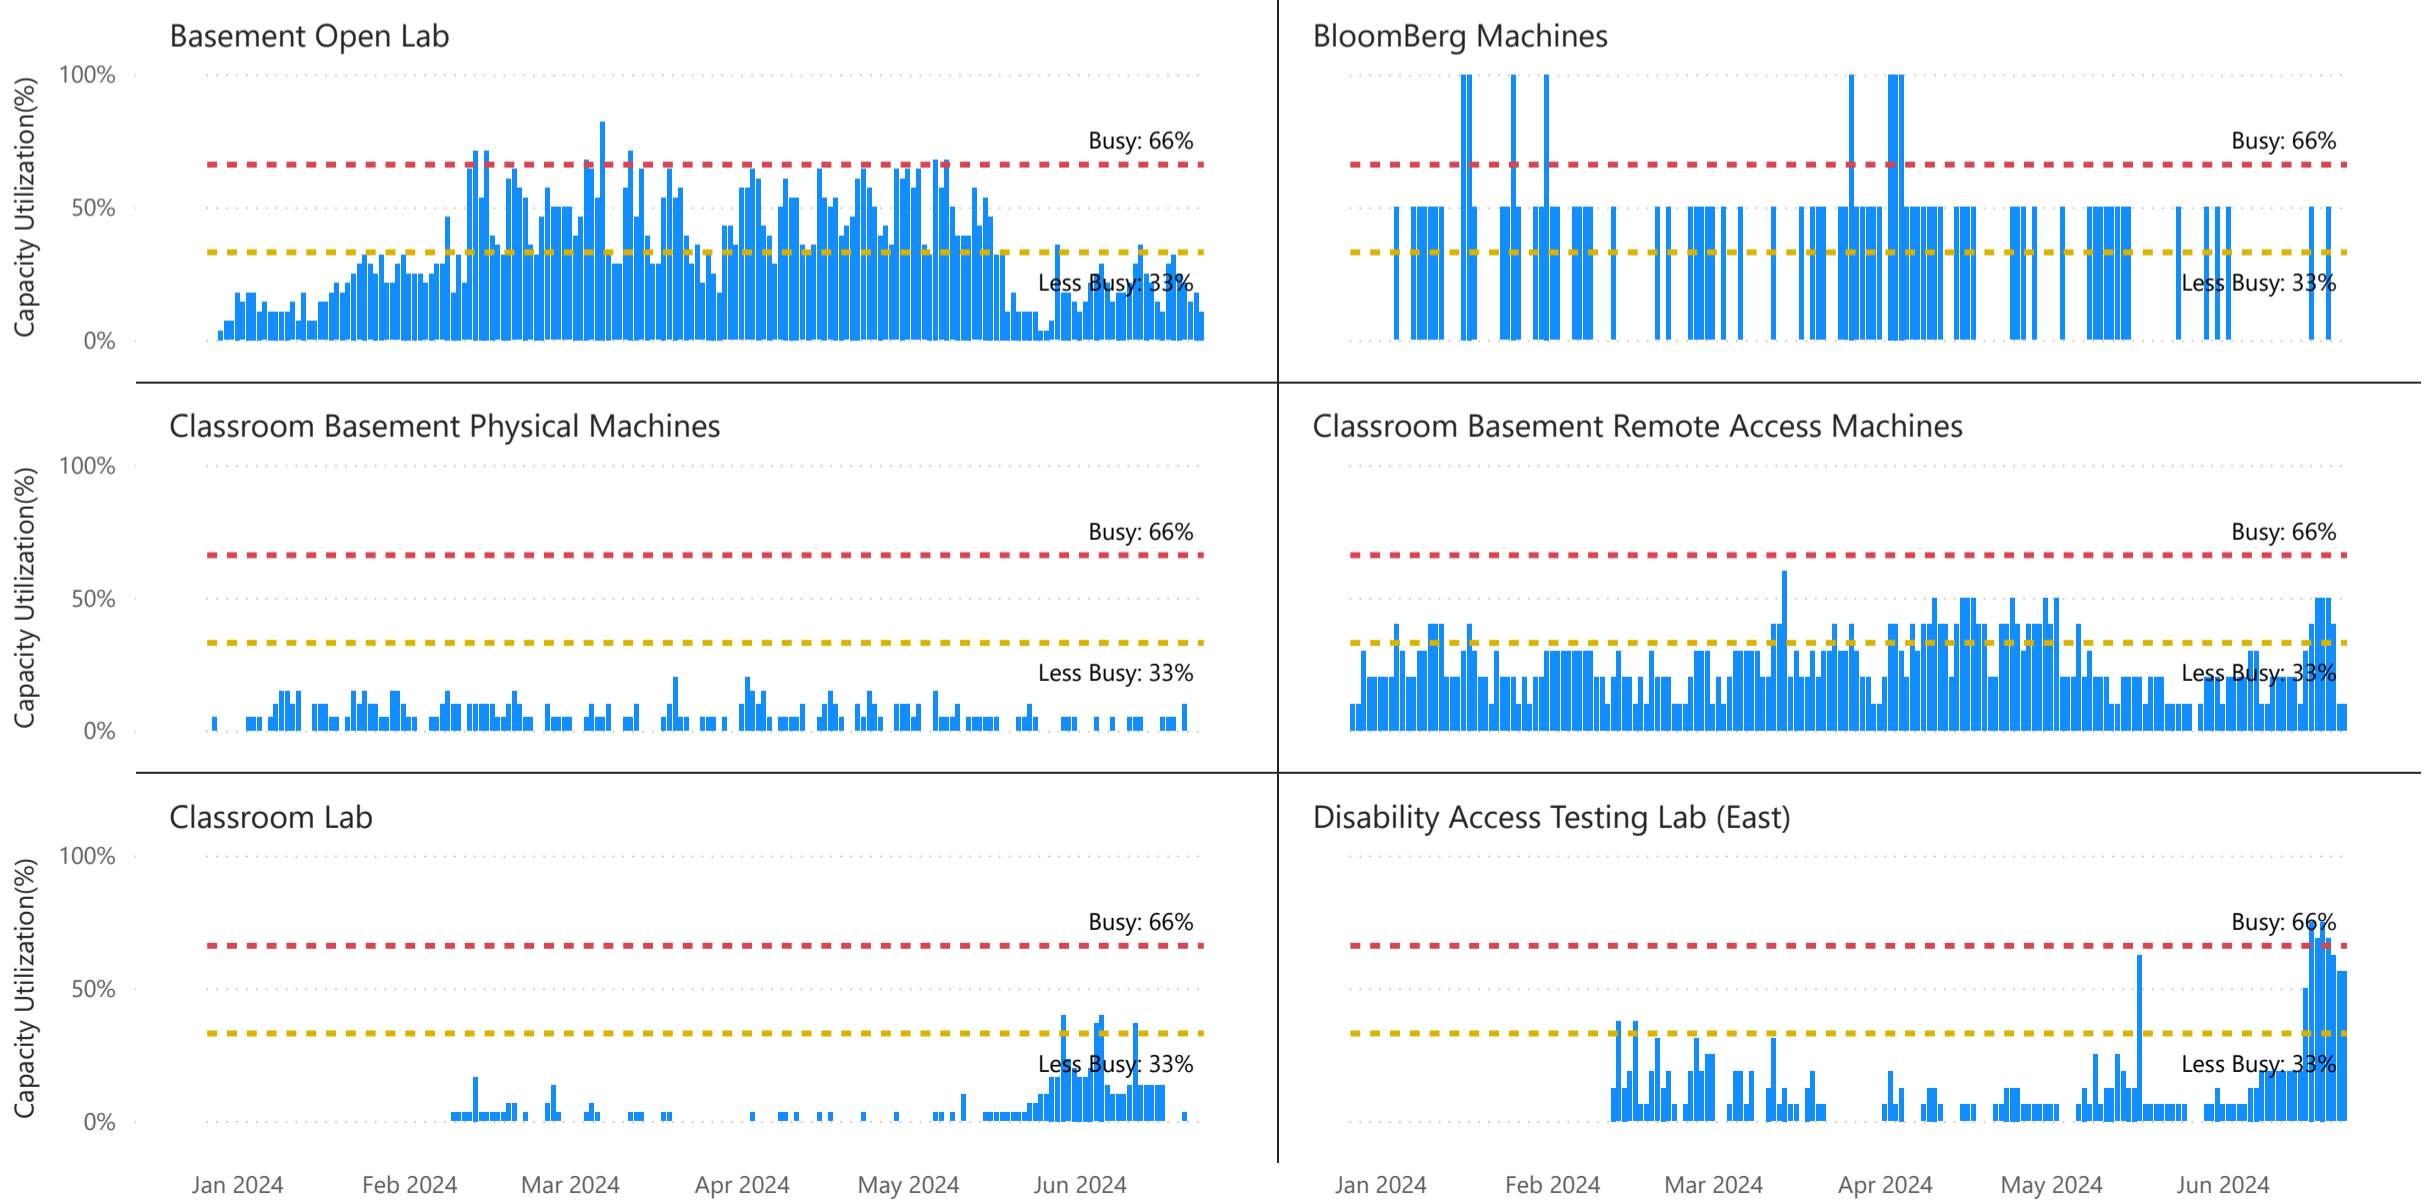 Basement Open Lab
BloomBerg Machines
Capacity Utilization(%)
100%
50%
0%
Busy: 66%
Less Busy: 33%
Busy: 66%
Less Busy: 33%
Classroom Basement Physical Machines
Classroom Basement Remote Access Machines
Capacity Utilization(%)
100%
50%
0%
Busy: 66%
Less Busy: 33%
Busy: 66%
Less Busy: 33%
Classroom Lab
Disability Access Testing Lab (East)
Capacity Utilization(%)
100%
50%
0%
Busy: 66%
Less Busy: 33%
Busy: 66%
Less Busy: 33%
Jan 2024 Feb 2024 Mar 2024 Apr 2024 May 2024 Jun 2024
Jan 2024 Feb 2024 Mar 2024 Apr 2024 May 2024 Jun 2024